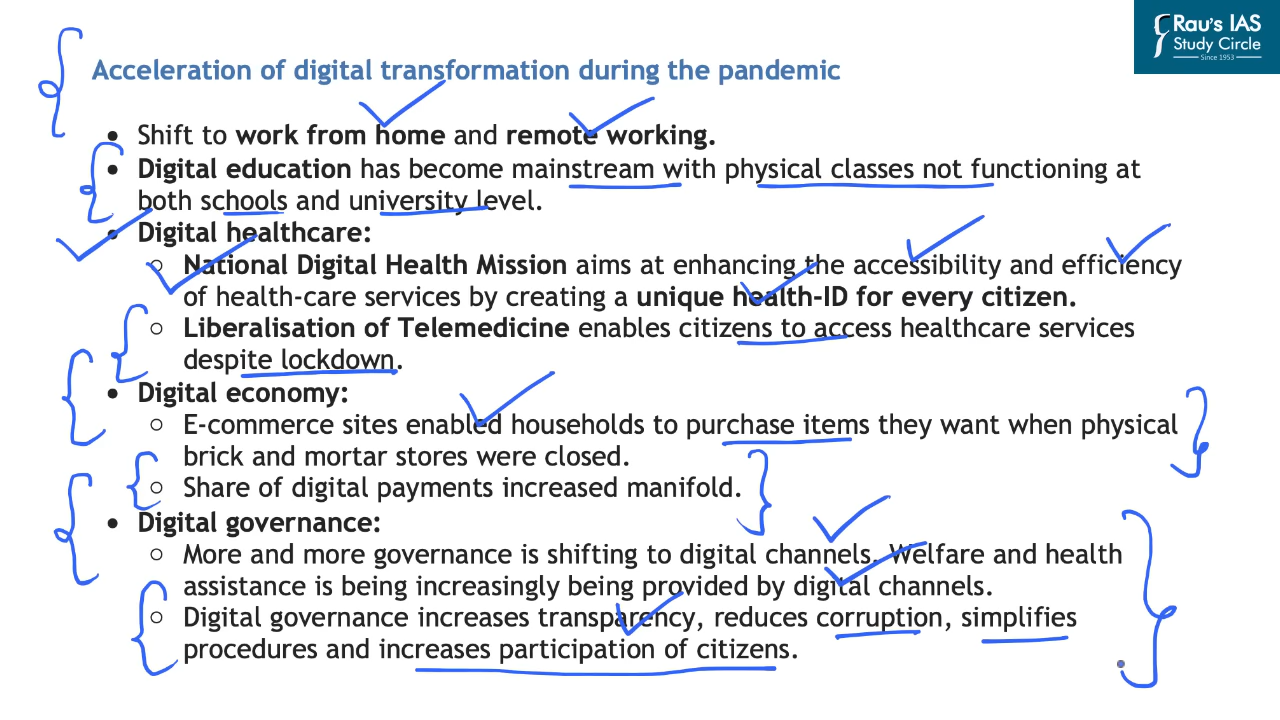 Rau's IAS
Study Circle
Since 1953
Acceleration of digital transformation during the pandemic
• Shift to work from home and remote working.
• Digital education has become mainstream with physical classes not functioning at
both schools and university level.
• Digital healthcare:
○ National Digital Health Mission aims at enhancing the accessibility and efficiency
of health-care services by creating a unique health-ID for every citizen.
○ Liberalisation of Telemedicine enables citizens to access healthcare services
despite lockdown.
• Digital economy:
○ E-commerce sites enabled households to purchase items they want when physical
brick and mortar stores were closed.
○ Share of digital payments increased manifold.
• Digital governance:
○ More and more governance is shifting to digital channels. Welfare and health
assistance is being increasingly being provided by digital channels.
○ Digital governance increases transparency, reduces corruption, simplifies
procedures and increases participation of citizens.